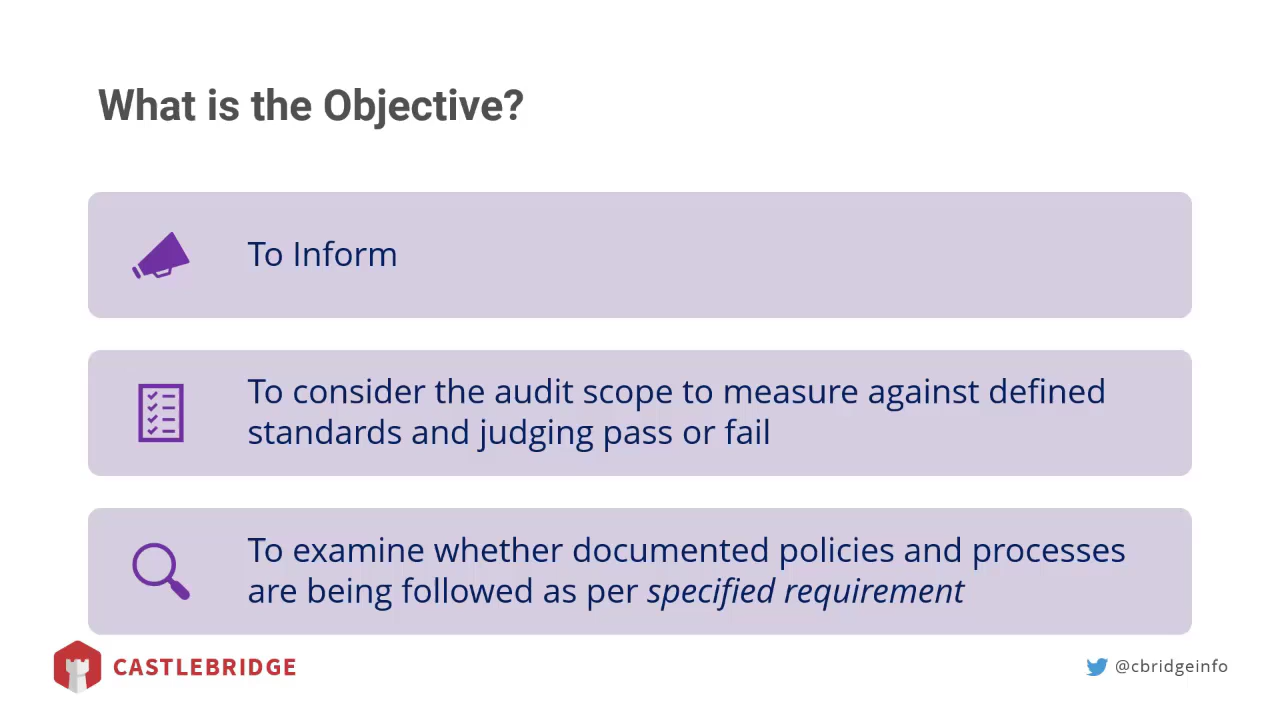 What is the Objective?
To Inform
To consider the audit scope to measure against defined
standards and judging pass or fail
To examine whether documented policies and processes
are being followed as per specified requirement
CASTLEBRIDGE
@cbridgeinfo